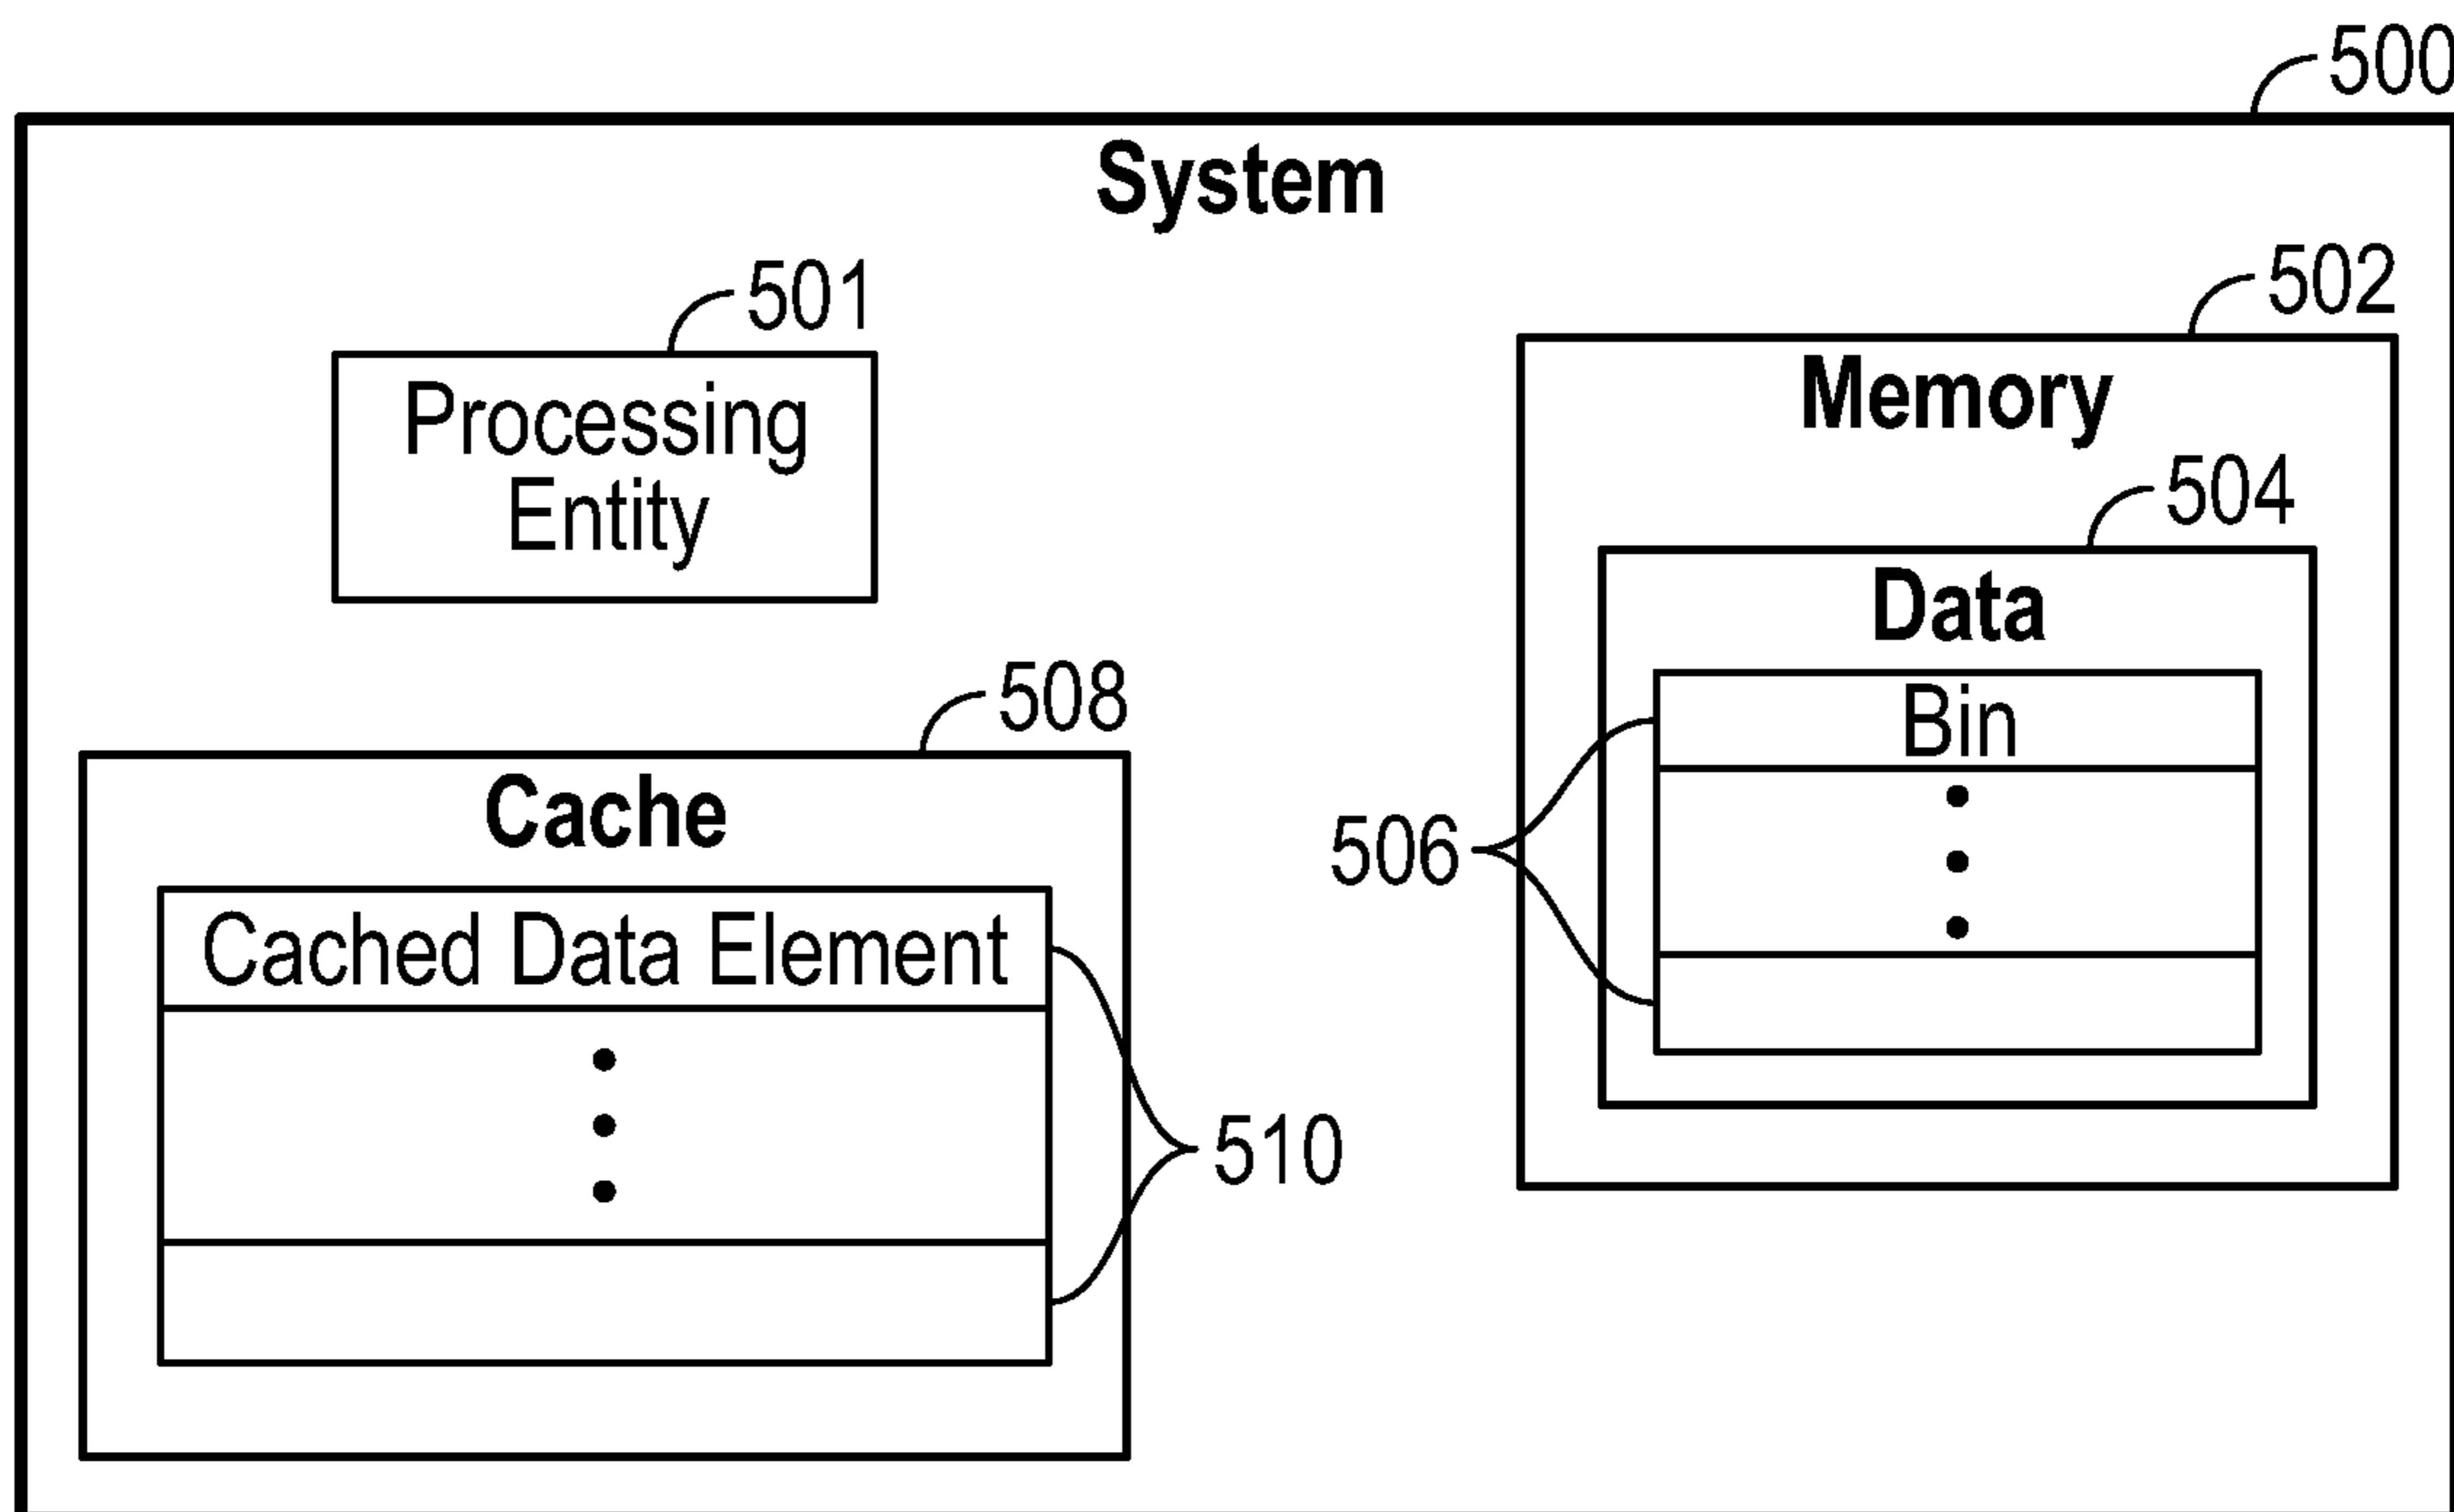 500
System
501
Processing
Entity
502
Memory
504
Data
Bin
506
508
Cache
Cached Data Element
510